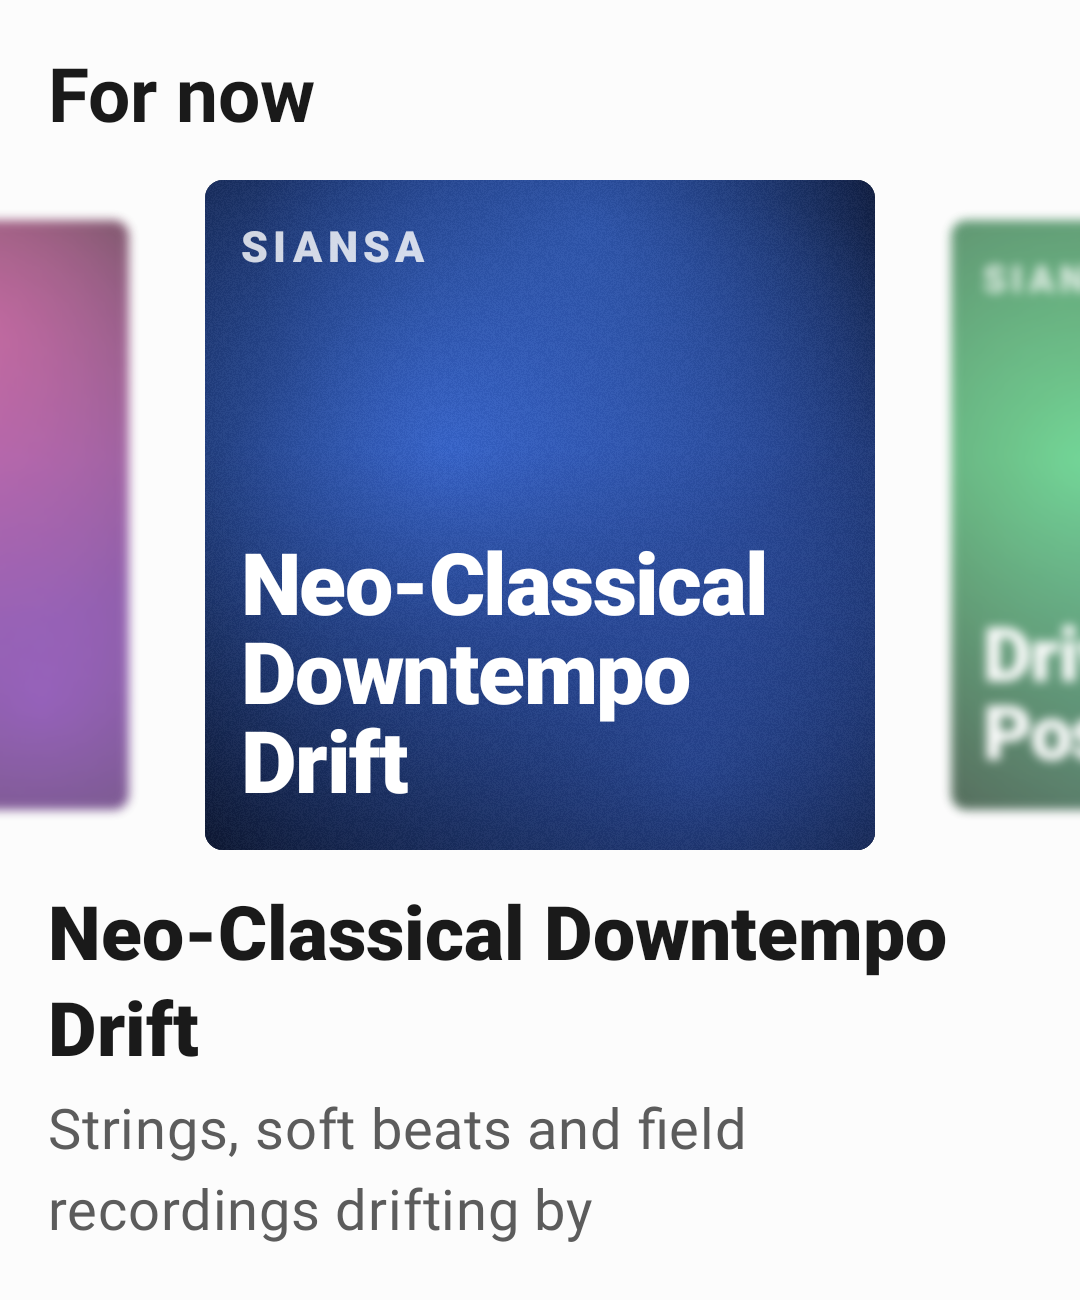 For now
SIANSA
Neo-Classical
Downtempo
Drift
Neo-Classical Downtempo
Drift
Strings, soft beats and field
recordings drifting by